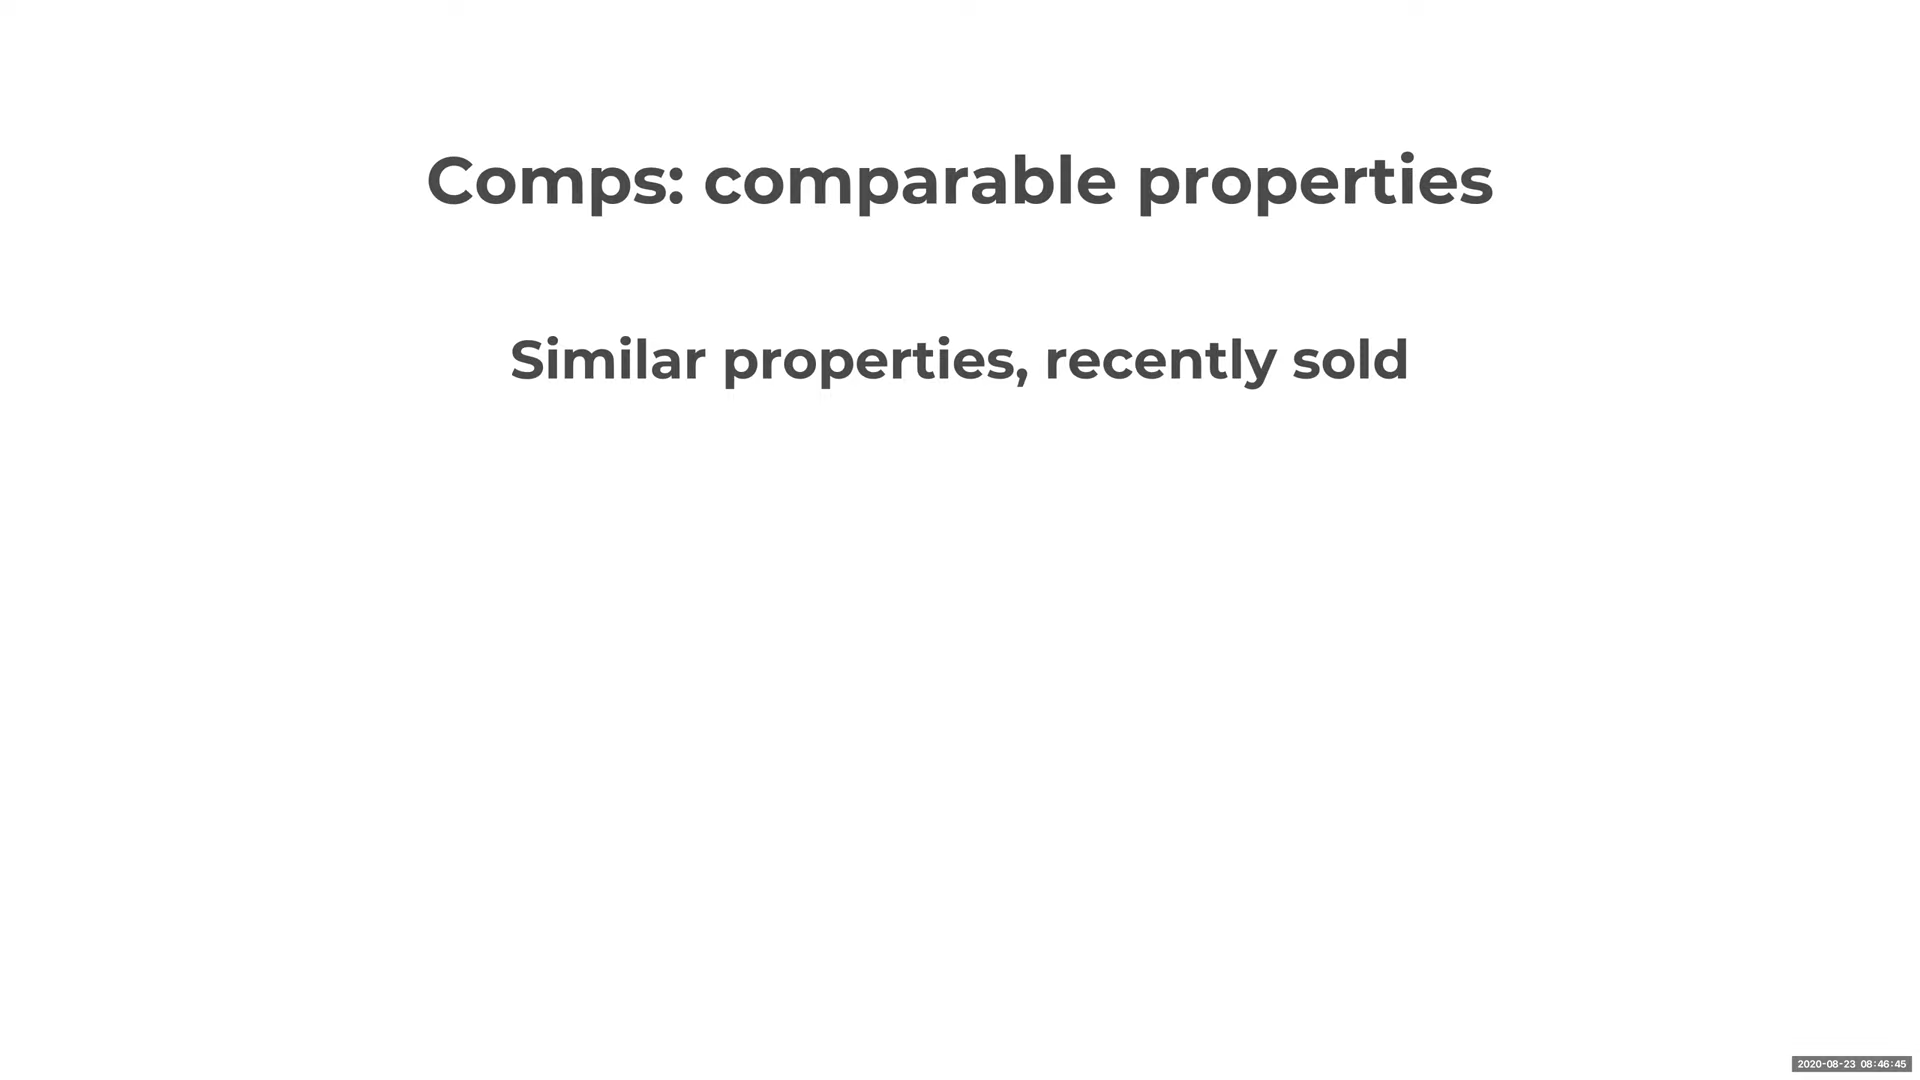 Comps: comparable properties
Similar properties, recently sold
2020-08-23 08:46:45